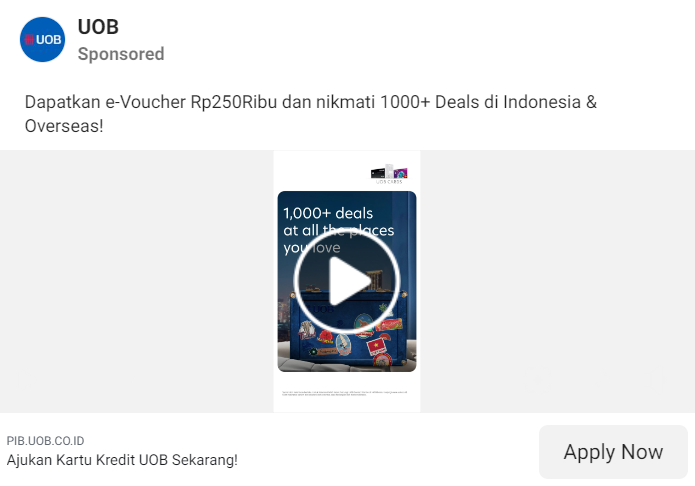 UOB
UOB
Sponsored
Dapatkan e-Voucher Rp250Ribu dan nikmati 1000+ Deals di Indonesia &
Overseas!
UOB CARDS
1,000+ deals
at all the places
you love
PIB.UOB.CO.ID
Ajukan Kartu Kredit UOB Sekarang!
Apply Now